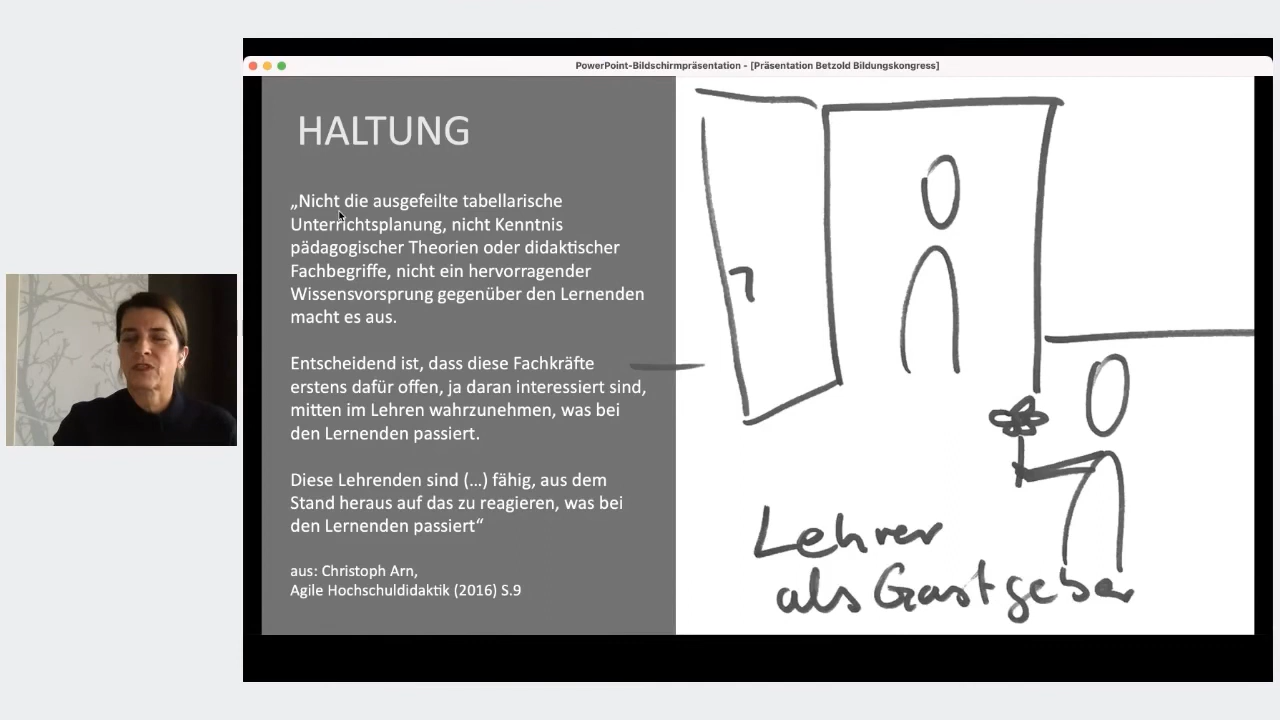 PowerPoint-Bildschirmpräsentation - [Präsentation Betzold Bildungskongress]
HALTUNG
„Nicht die ausgefeilte tabellarische
Unterrichtsplanung, nicht Kenntnis
pädagogischer Theorien oder didaktischer
Fachbegriffe, nicht ein hervorragender
Wissensvorsprung gegenüber den Lernenden
macht es aus.
Entscheidend ist, dass diese Fachkräfte
erstens dafür offen, ja daran interessiert sind,
mitten im Lehren wahrzunehmen, was bei
den Lernenden passiert.
Diese Lehrenden sind (...) fähig, aus dem
Stand heraus auf das zu reagieren, was bei
den Lernenden passiert“
aus: Christoph Arn,
Agile Hochschuldidaktik (2016) S.9
Lehrer
als Gastgeber